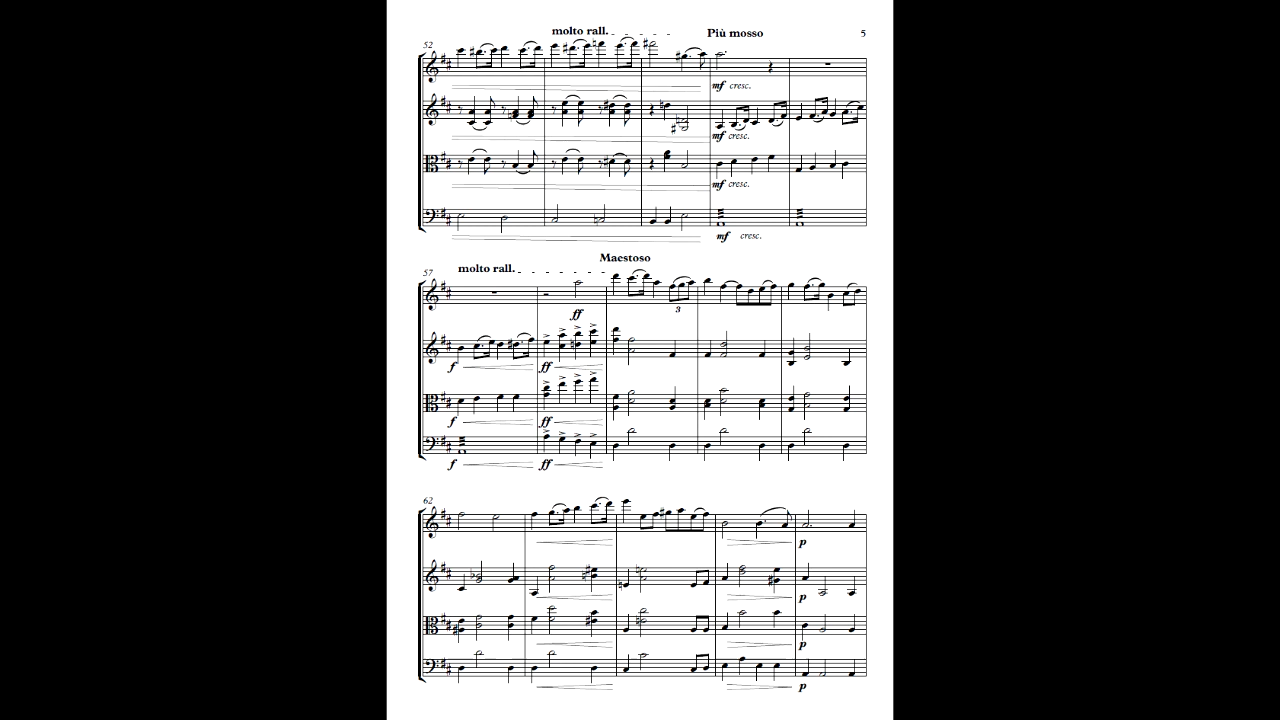 molto rall. Più mosso 5
52
mf cresc.
mf cresc.
mf cresc.
mf cresc.
Maestoso
molto rall.
57
ff
3
f ff
f ff
f ff
62
p
p
p
p